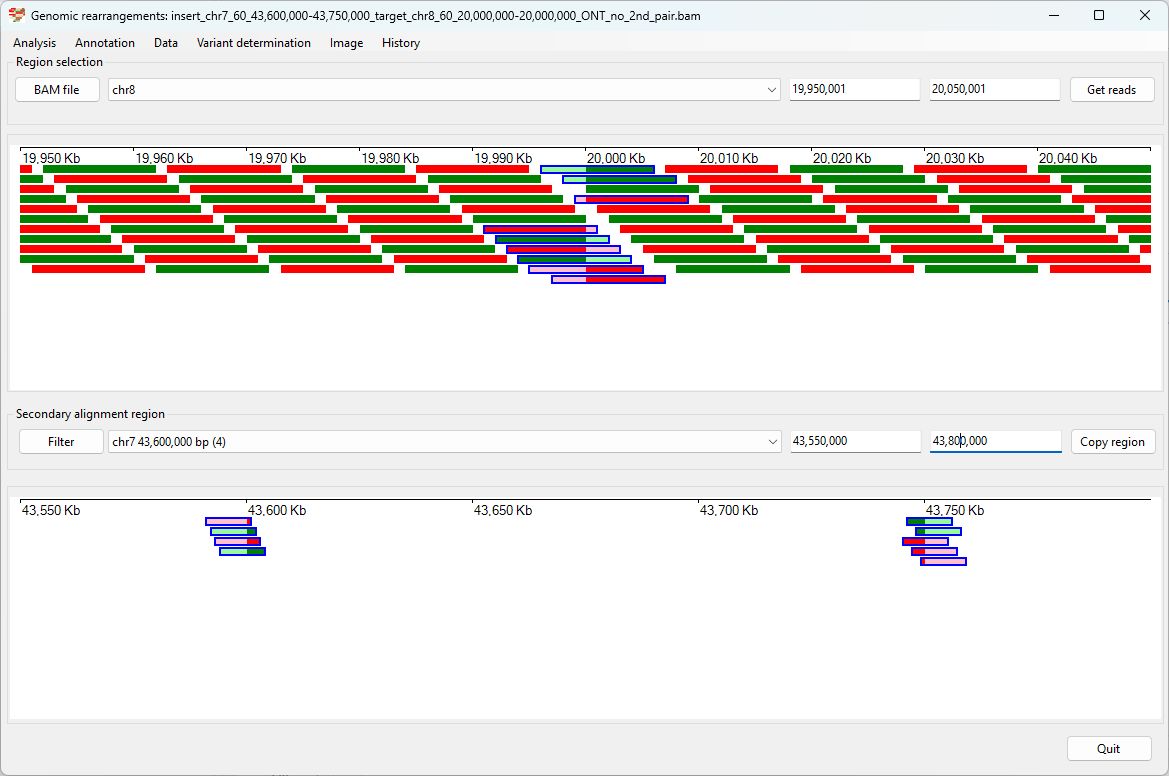 Genomic rearrangements: insert_chr7_60_43,600,000-43,750,000_target_chr8_60_20,000,000-20,000,000_ONT_no_2nd_pair.bam
Analysis Annotation Data Variant determination Image History
Region selection
BAM file chr8 19,950,001 20,050,001 Get reads
19,950 Kb 19,960 Kb 19,970 Kb 19,980 Kb 19,990 Kb 20,000 Kb 20,010 Kb 20,020 Kb 20,030 Kb 20,040 Kb
Secondary alignment region
Filter chr7 43,600,000 bp (4) 43,550,000 43,800,000 Copy region
43,550 Kb 43,600 Kb 43,650 Kb 43,700 Kb 43,750 Kb
Quit